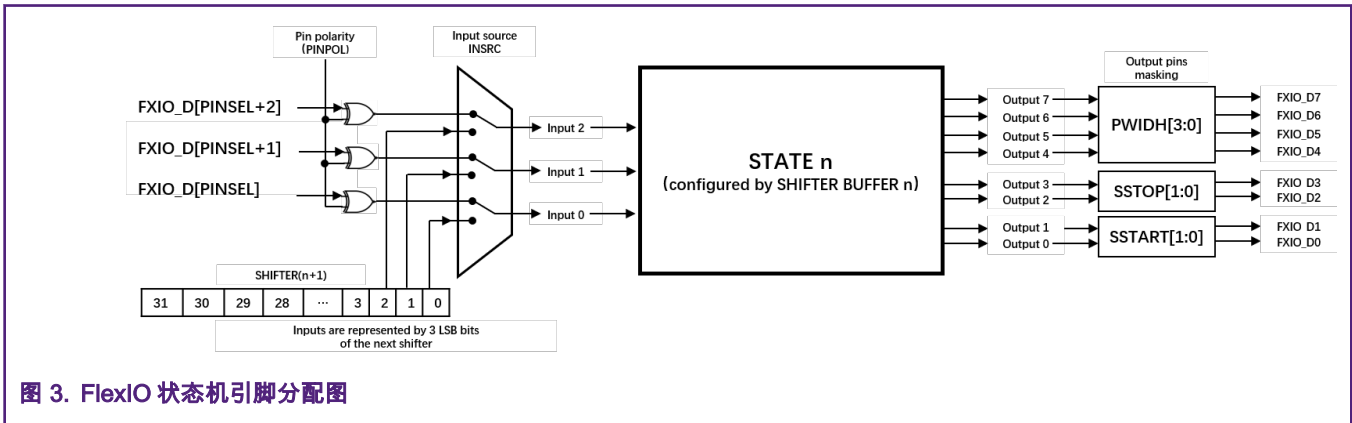 Pin polarity
(PINPOL)
Input source
INSRC
Output pins
masking
FXIO_D[PINSEL+2]
FXIO_D[PINSEL+1]
FXIO_D[PINSEL]
Input 2
Input 1
Input 0
STATE n
(configured by SHIFTER BUFFER n)
Output 7
Output 6
Output 5
Output 4
Output 3
Output 2
Output 1
Output 0
PWIDH[3:0]
SSTOP[1:0]
SSTART[1:0]
FXIO_D7
FXIO_D6
FXIO_D5
FXIO_D4
FXIO D3
FXIO_D2
FXIO D1
FXIO_D0
SHIFTER(n+1)
31 30 29 28 ... 3 2 1 0
Inputs are represented by 3 LSB bits
of the next shifter
图 3. FlexIO 状态机引脚分配图